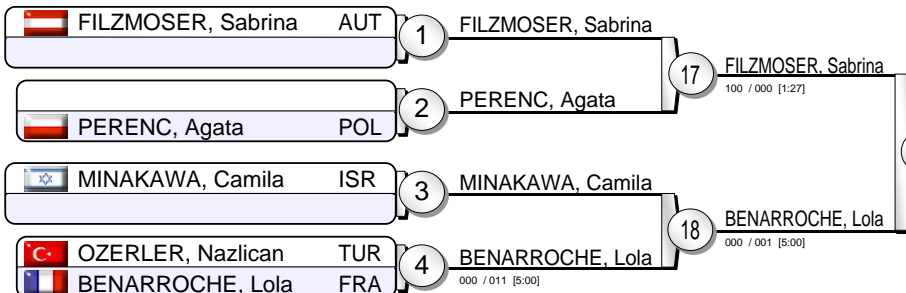 FILZMOSER, Sabrina AUT
1
FILZMOSER, Sabrina
17
FILZMOSER, Sabrina
100 / 000 [1:27]
2
PERENC, Agata
PERENC, Agata POL
MINAKAWA, Camila ISR
3
MINAKAWA, Camila
18
BENARROCHE, Lola
000 / 001 [5:00]
OZERLER, Nazlican TUR
4
BENARROCHE, Lola
000 / 011 [5:00]
BENARROCHE, Lola FRA